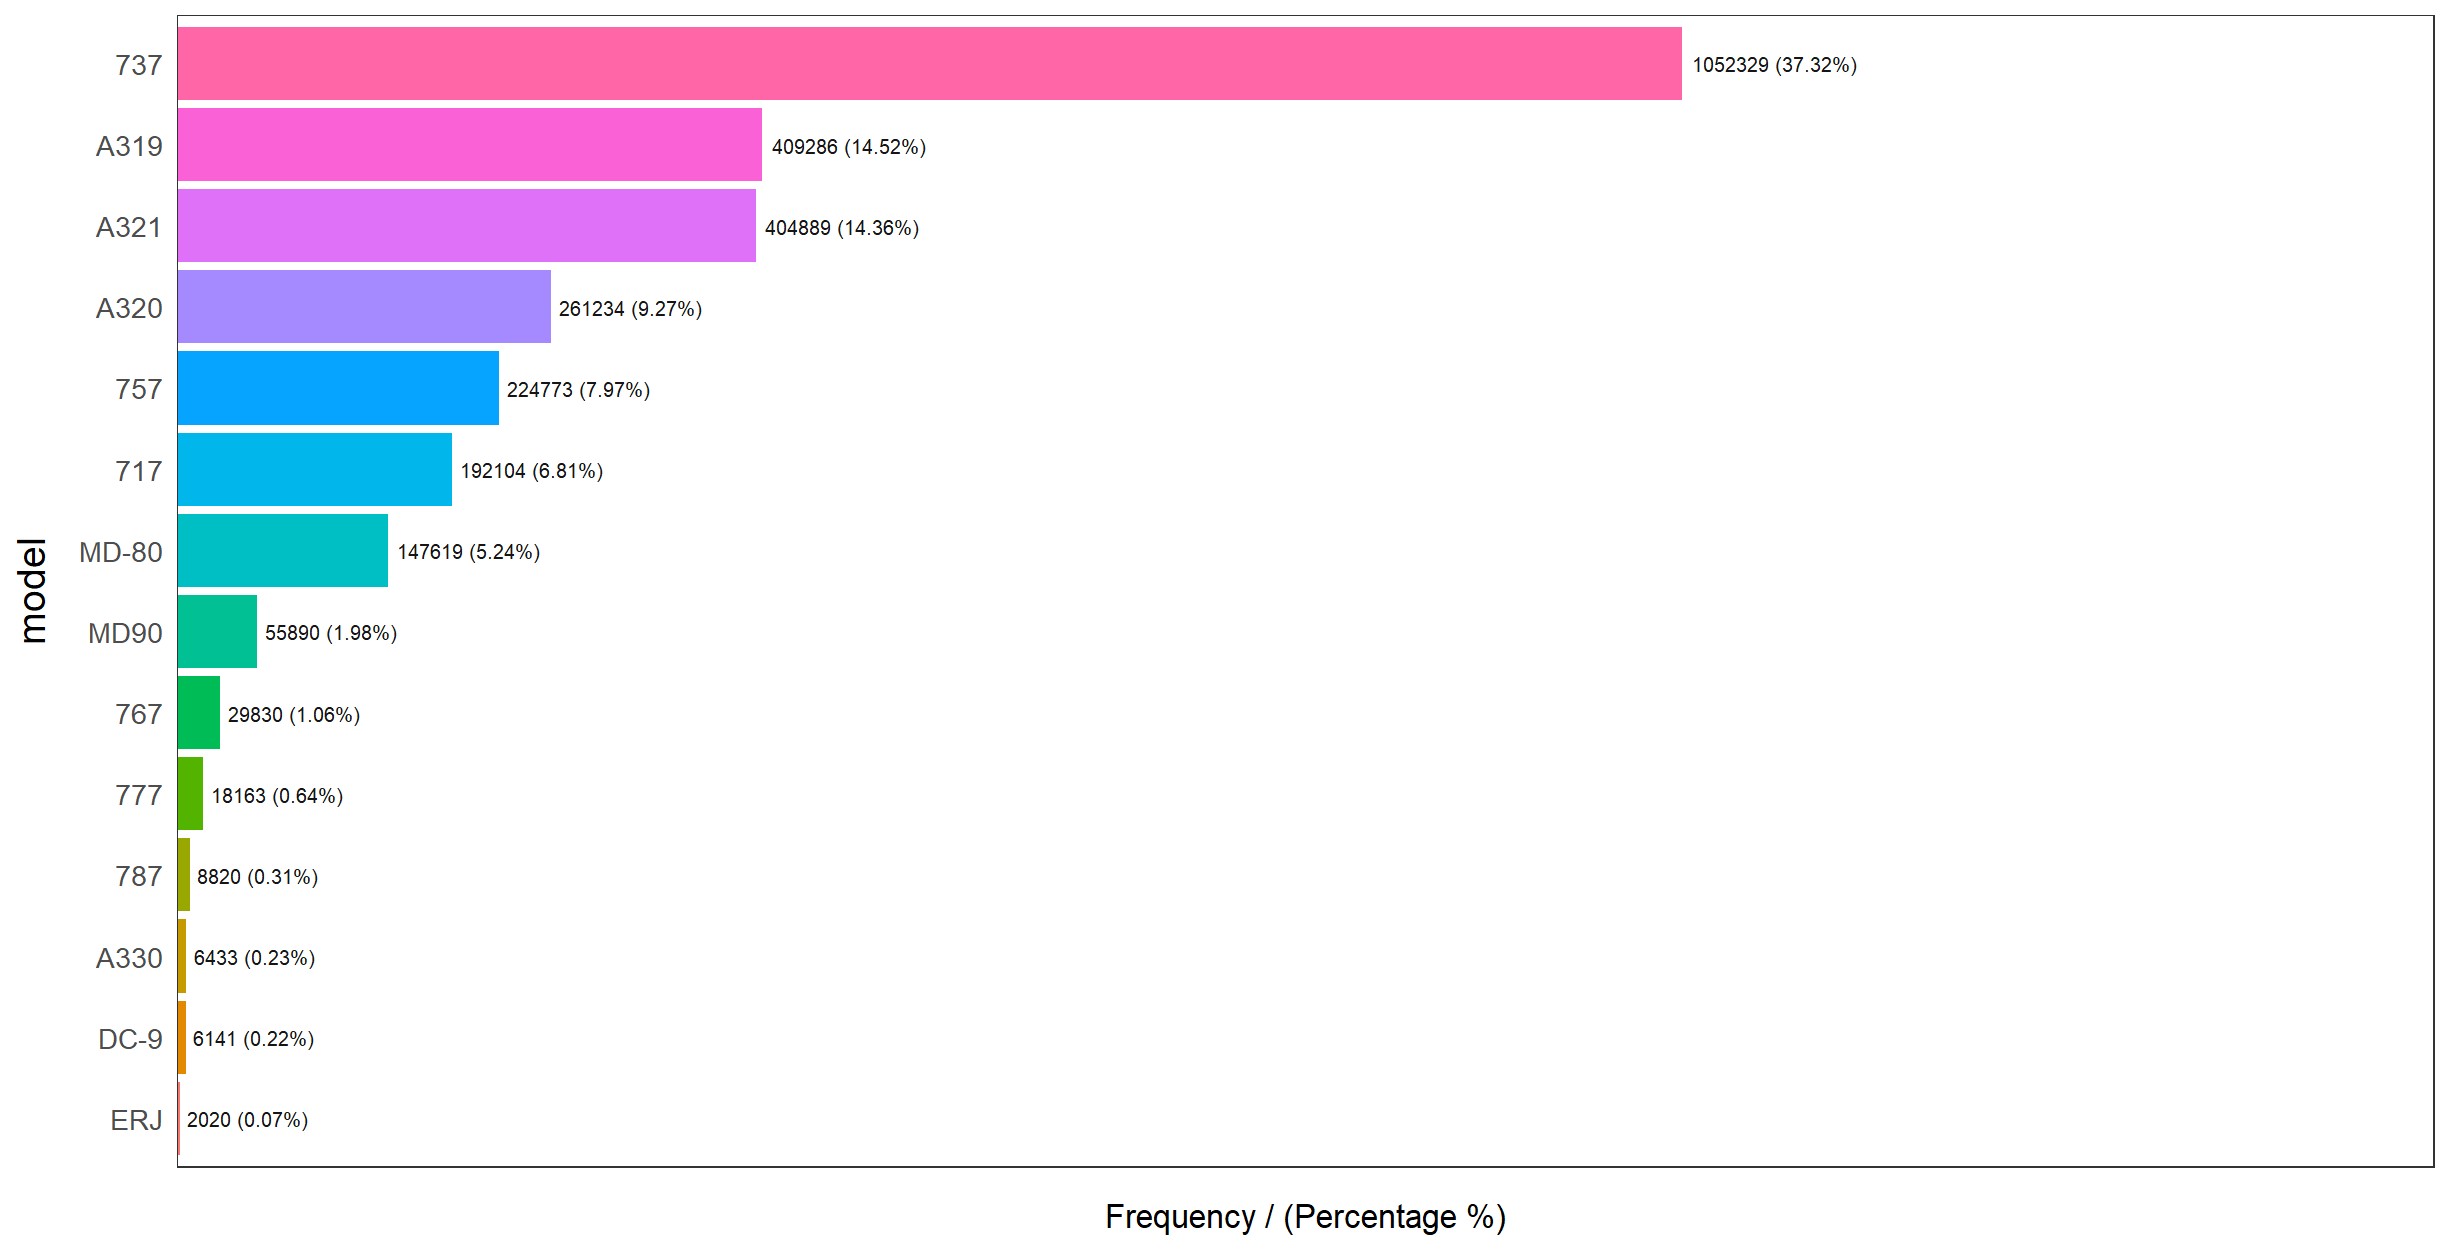 737 1052329 (37.32%)
A319 409286 (14.52%)
A321 404889 (14.36%)
A320 261234 (9.27%)
757 224773 (7.97%)
717 192104 (6.81%)
MD-80 147619 (5.24%)
MD90 55890 (1.98%)
767 29830 (1.06%)
777 18163 (0.64%)
787 8820 (0.31%)
A330 6433 (0.23%)
DC-9 6141 (0.22%)
ERJ 2020 (0.07%)
model
Frequency / (Percentage %)